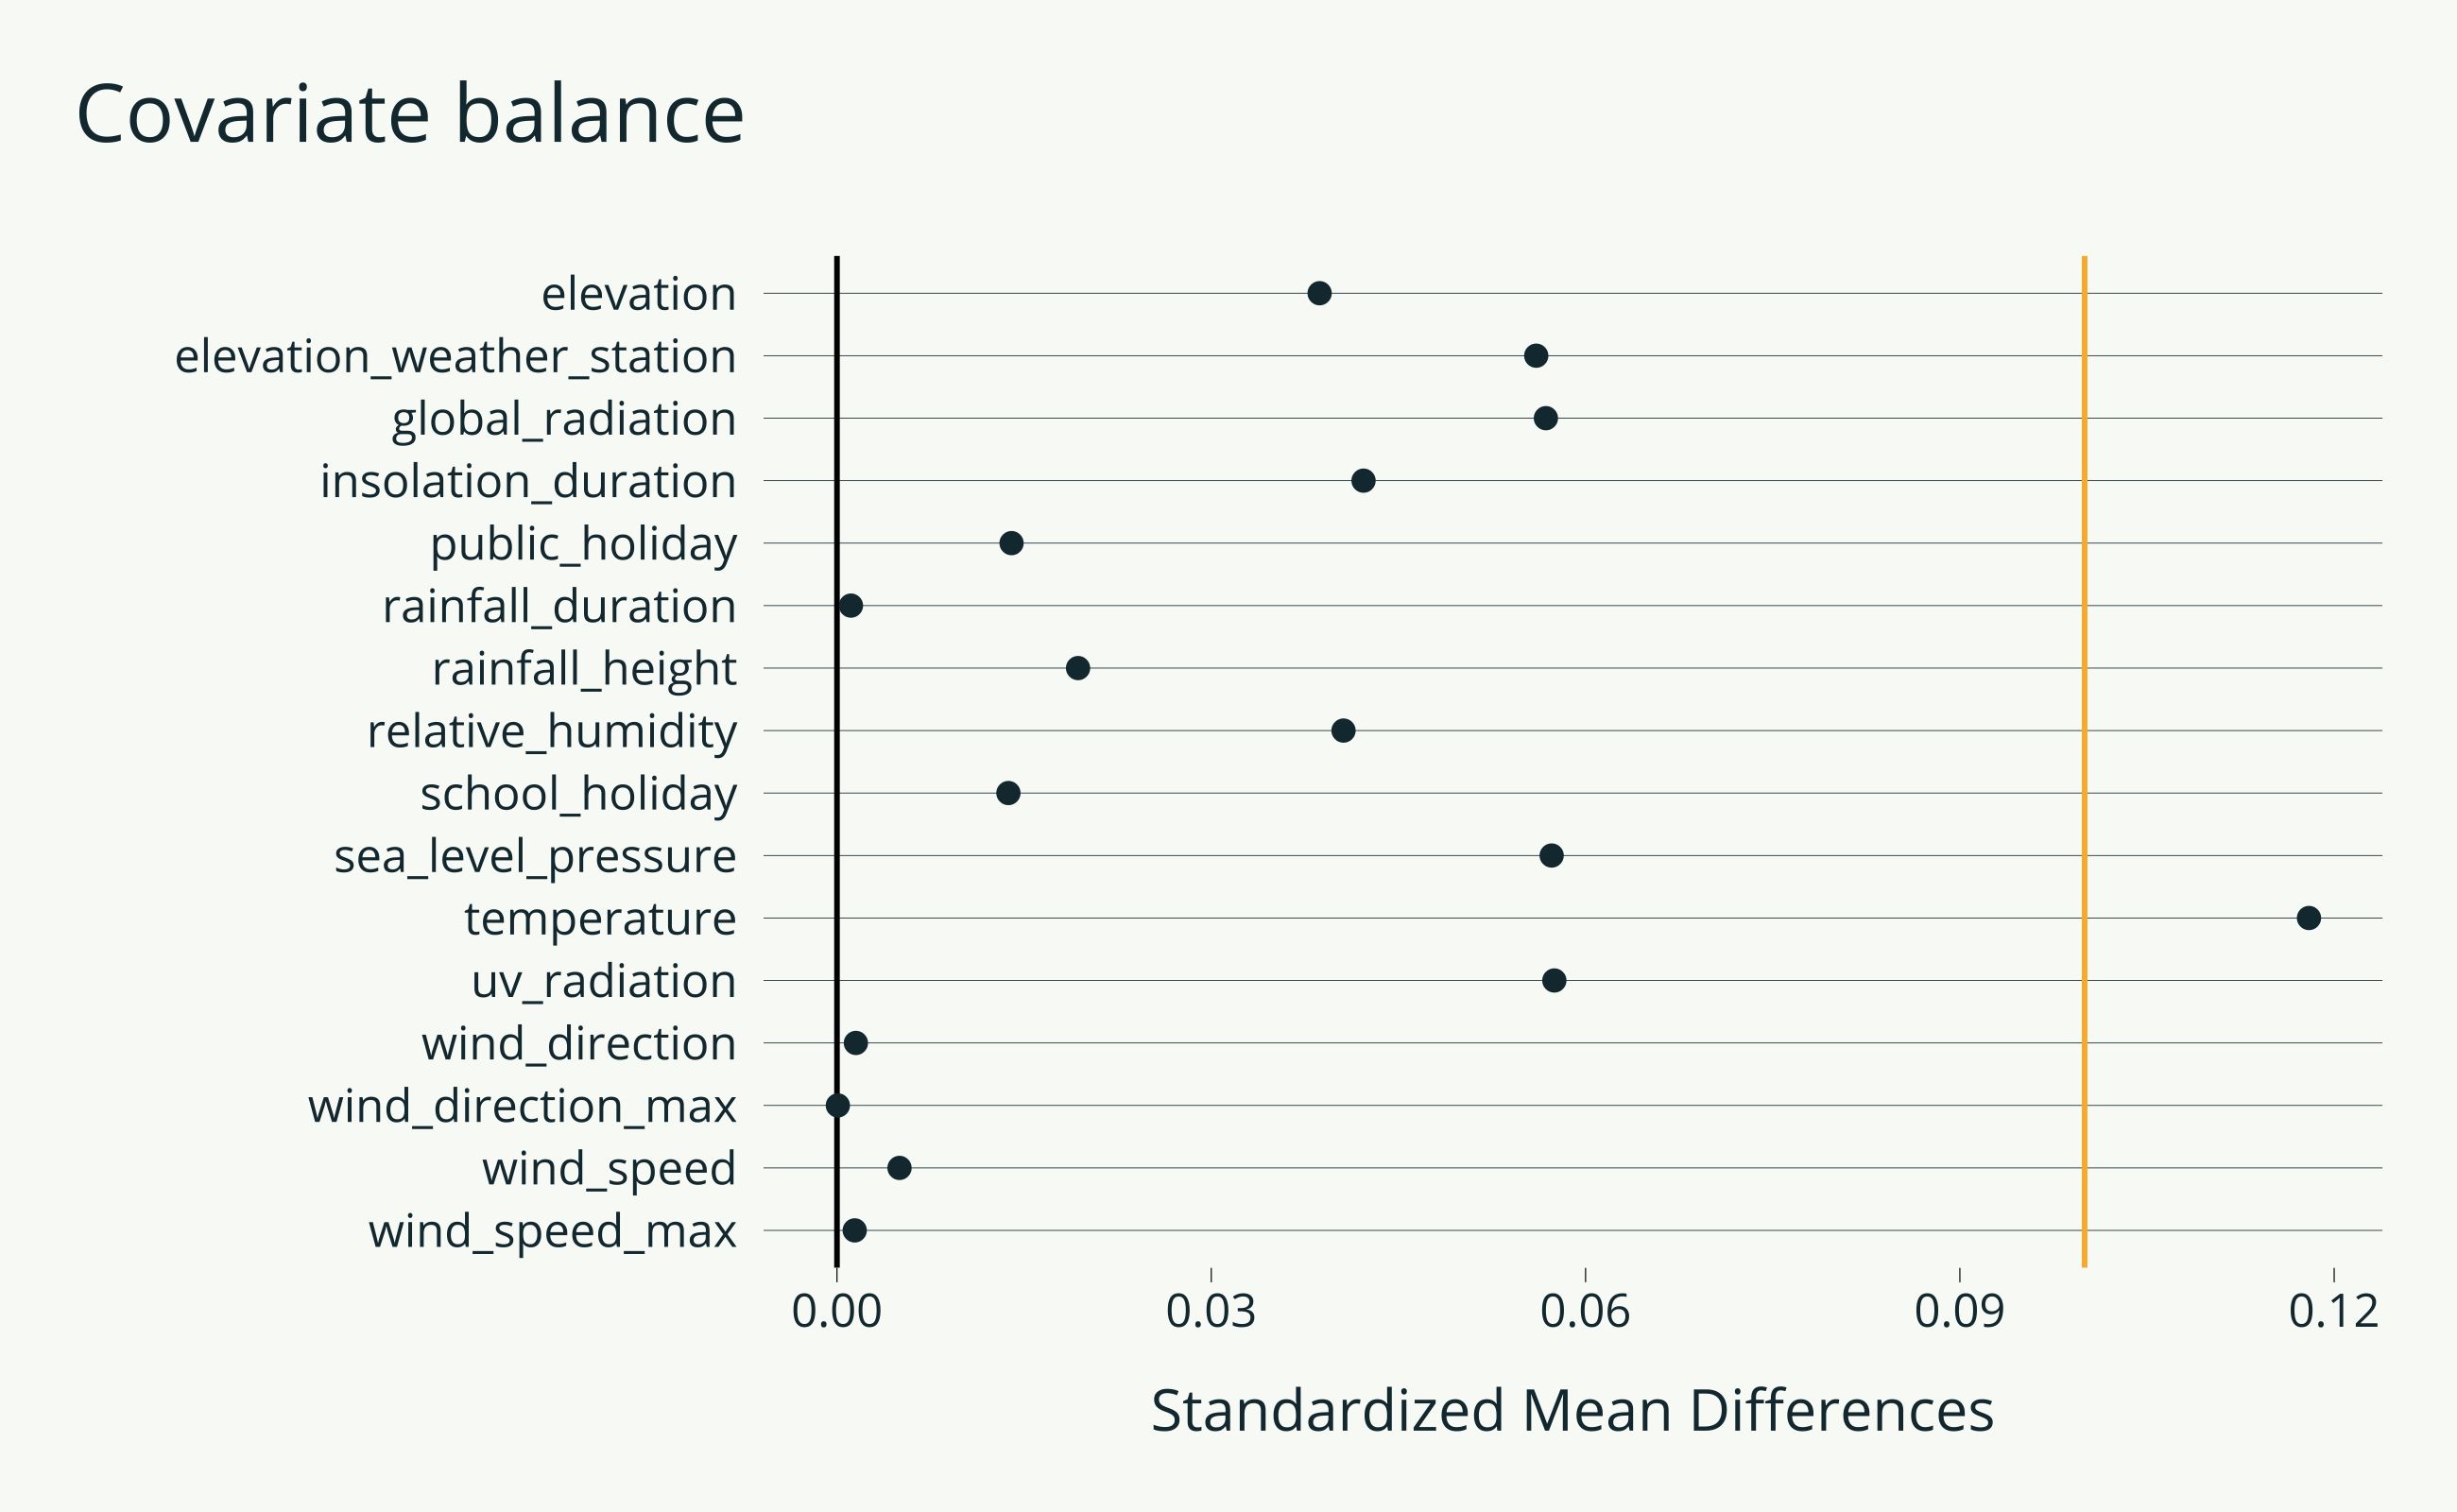 Covariate balance
elevation
elevation_weather_station
global_radiation
insolation_duration
public_holiday
rainfall_duration
rainfall_height
relative_humidity
school_holiday
sea_level_pressure
temperature
uv_radiation
wind_direction
wind_direction_max
wind_speed
wind_speed_max
0.00 0.03 0.06 0.09 0.12
Standardized Mean Differences